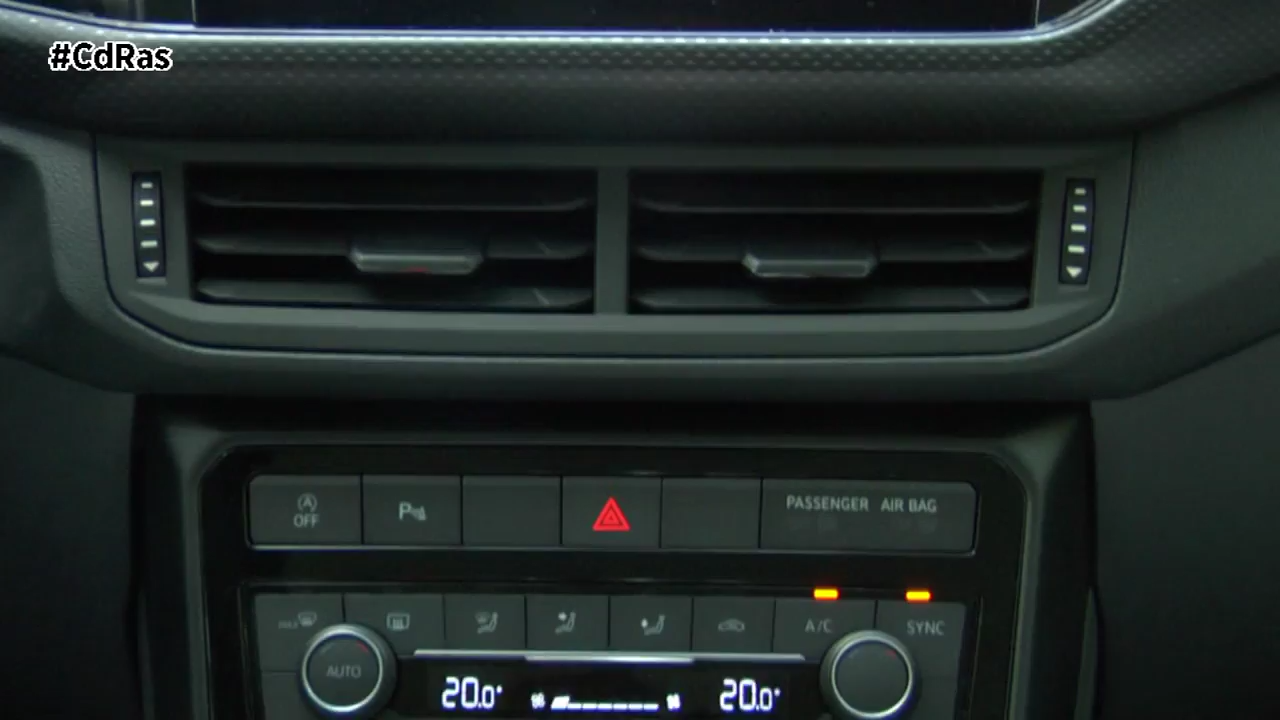 #CdRas
A
OFF
P
PASSENGER AIR BAG
A/C
SYNC
AUTO
20.0°
20.0°